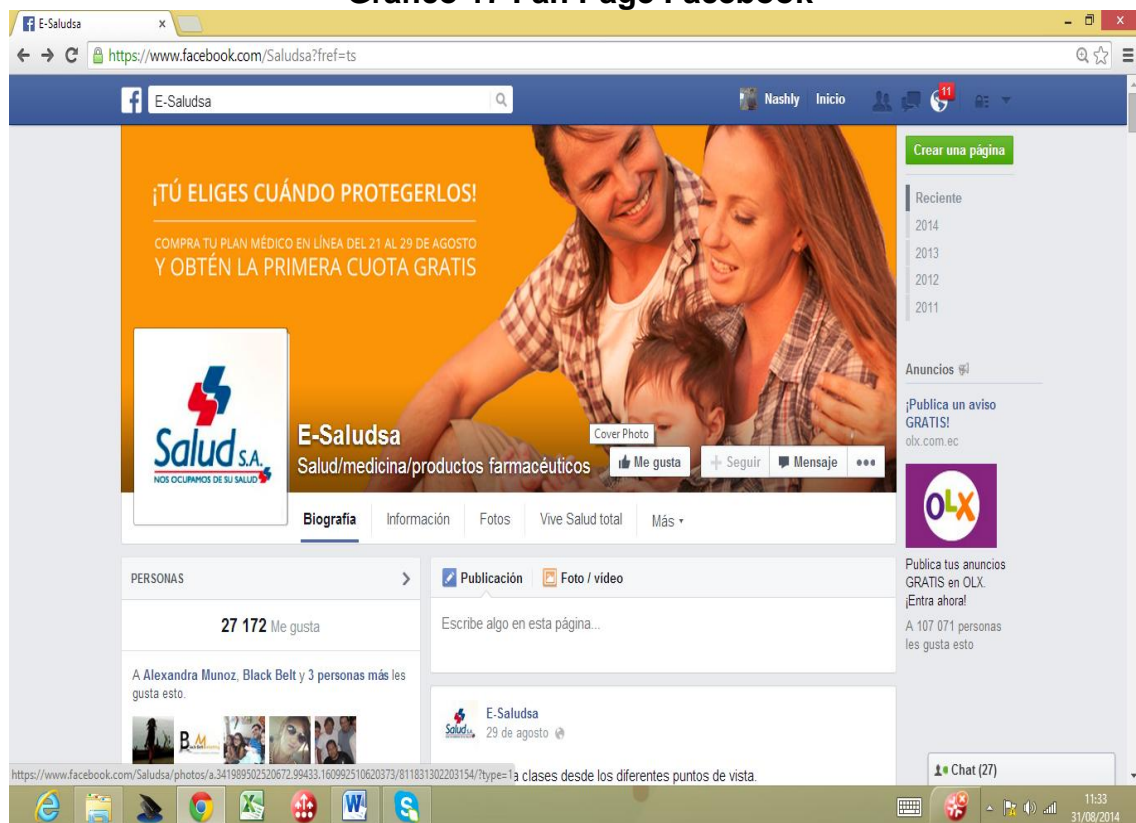 E-Saludsa
https://www.facebook.com/Saludsa?fref=ts
E-Saludsa
Nashly Inicio
11
¡TÚ ELIGES CUÁNDO PROTEGERLOS!
COMPRA TU PLAN MÉDICO EN LÍNEA DEL 21 AL 29 DE AGOSTO
Y OBTÉN LA PRIMERA CUOTA GRATIS
Salud S.A.
NOS OCUPAMOS DE SU SALUD
E-Saludsa
Salud/medicina/productos farmacéuticos
Cover Photo
Me gusta
Seguir
Mensaje
Biografía Información Fotos Vive Salud total Más
Crear una página
Reciente
2014
2013
2012
2011
Anuncios
¡Publica un aviso
GRATIS!
olx.com.ec
OLX
Publica tus anuncios
GRATIS en OLX.
¡Entra ahora!
A 107 071 personas
les gusta esto
PERSONAS
27 172 Me gusta
A Alexandra Munoz, Black Belt y 3 personas más les
gusta esto.
Publicación Foto / vídeo
Escribe algo en esta página...
E-Saludsa
29 de agosto
a clases desde los diferentes puntos de vista.
https://www.facebook.com/Saludsa/photos/a.341989502520672.99433.160992510620373/811831302203154/?type=1
Chat (27)
11:33
31/08/2014